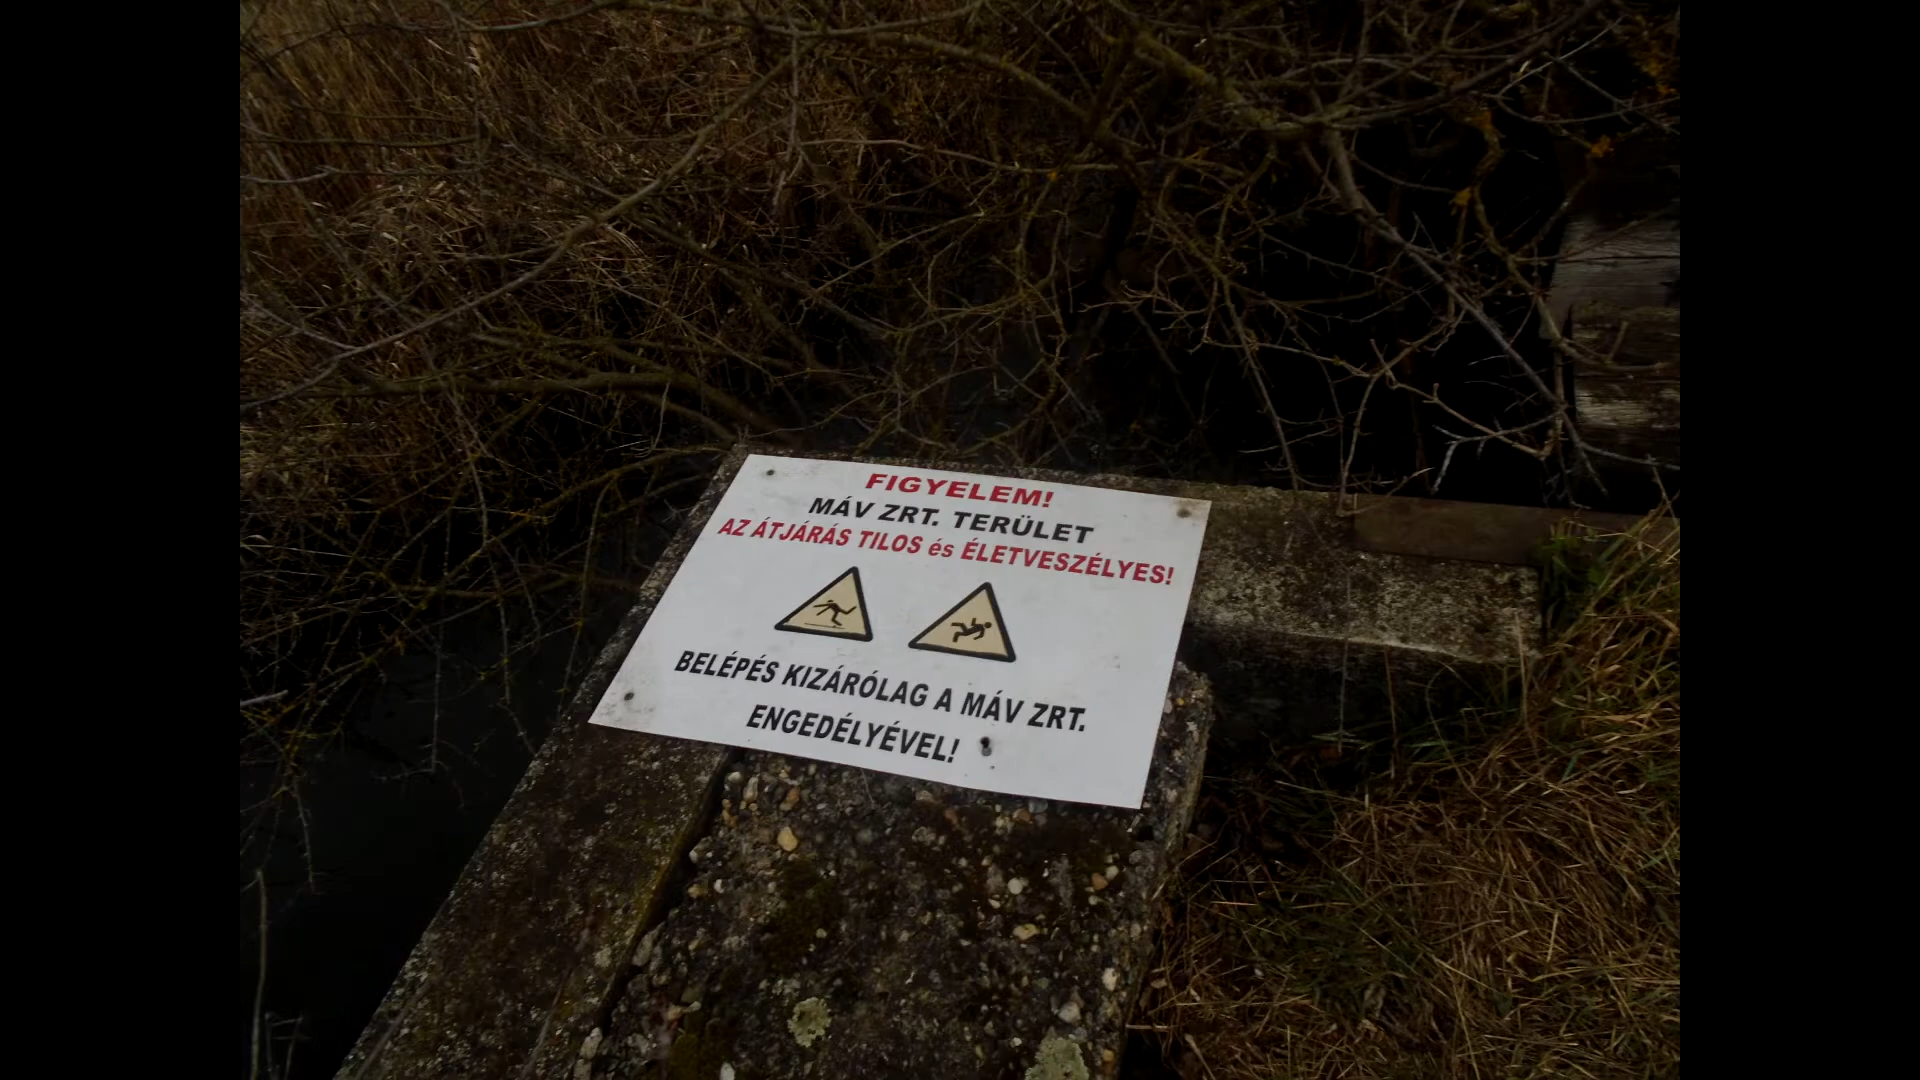 FIGYELEM!
MÁV ZRT. TERÜLET
AZ ÁTJÁRÁS TILOS és ÉLETVESZÉLYES!
BELÉPÉS KIZÁRÓLAG A MÁV ZRT.
ENGEDÉLYÉVEL!